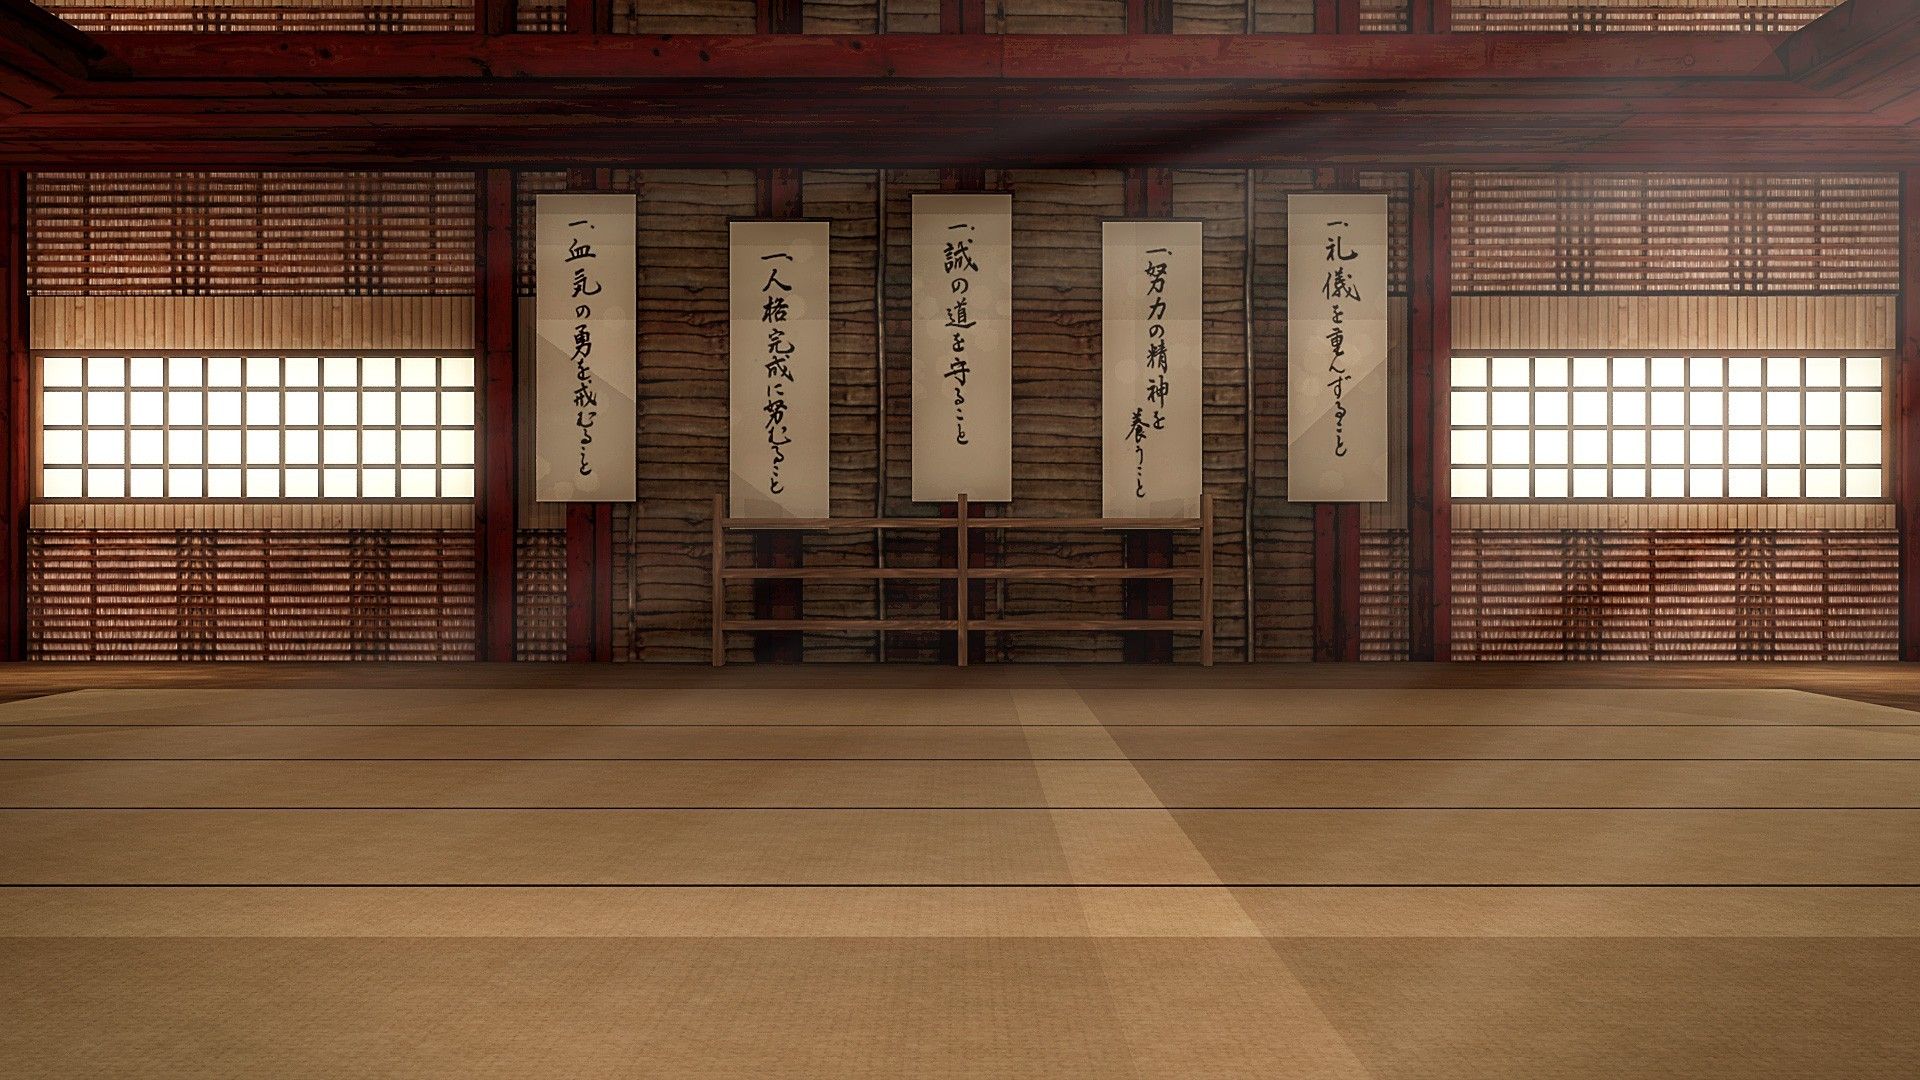 一、礼儀を重んずること
一、努力の精神を
養うこと
一、誠の道を守ること
一、人格完成に努むること
一、血気の勇を戒むること